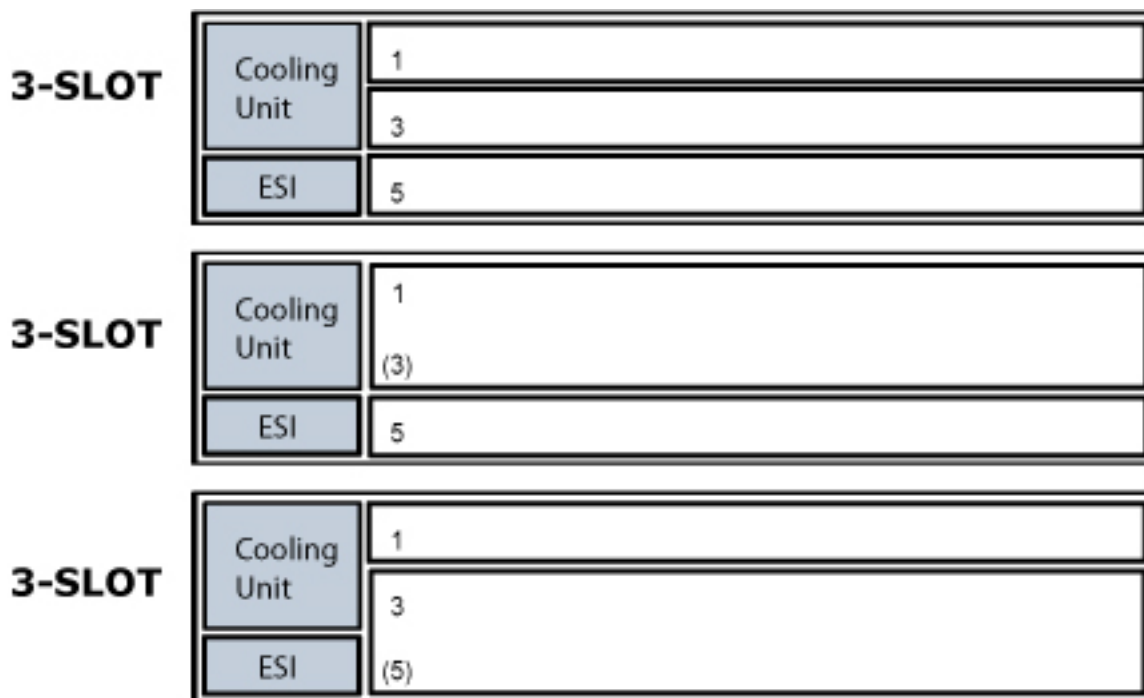 3-SLOT
Cooling
Unit
1
3
ESI
5
3-SLOT
Cooling
Unit
1
(3)
ESI
5
3-SLOT
Cooling
Unit
1
3
ESI
(5)